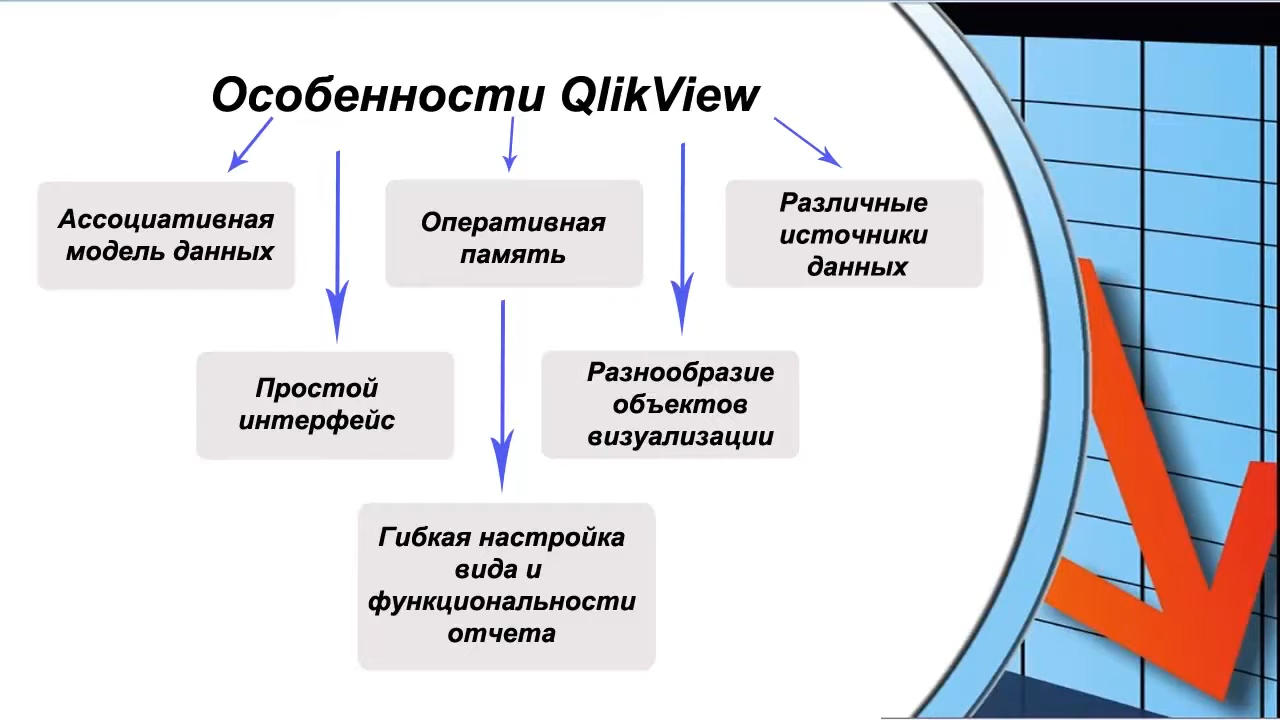 Особенности QlikView
Ассоциативная
модель данных
Оперативная
память
Различные
источники
данных
Простой
интерфейс
Разнообразие
объектов
визуализации
Гибкая настройка
вида и
функциональности
отчета